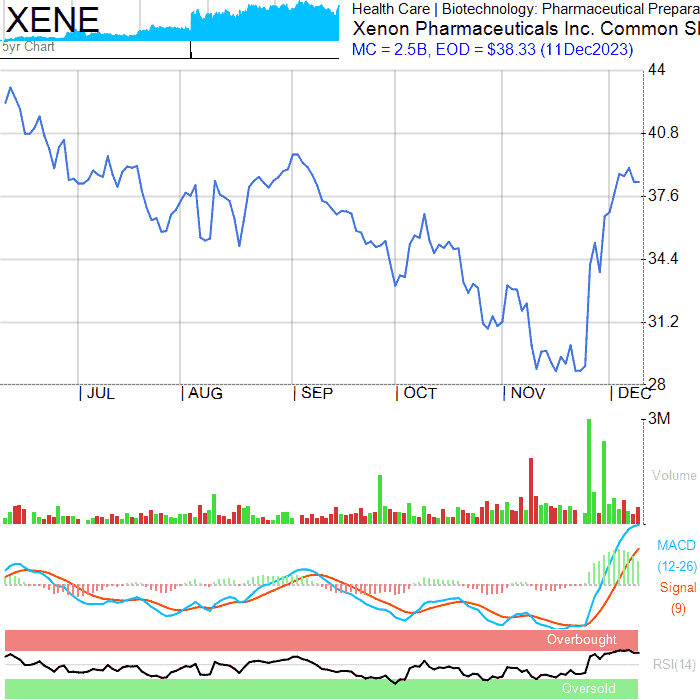 XENE
5yr Chart
Health Care | Biotechnology: Pharmaceutical Prepara
Xenon Pharmaceuticals Inc. Common Sl
MC = 2.5B, EOD = $38.33 (11Dec2023)
44
40.8
37.6
34.4
31.2
28
| JUL | AUG | SEP | OCT | NOV | DEC
3M
Volume
MACD
(12-26)
Signal
(9)
Overbought
RSI(14)
Oversold